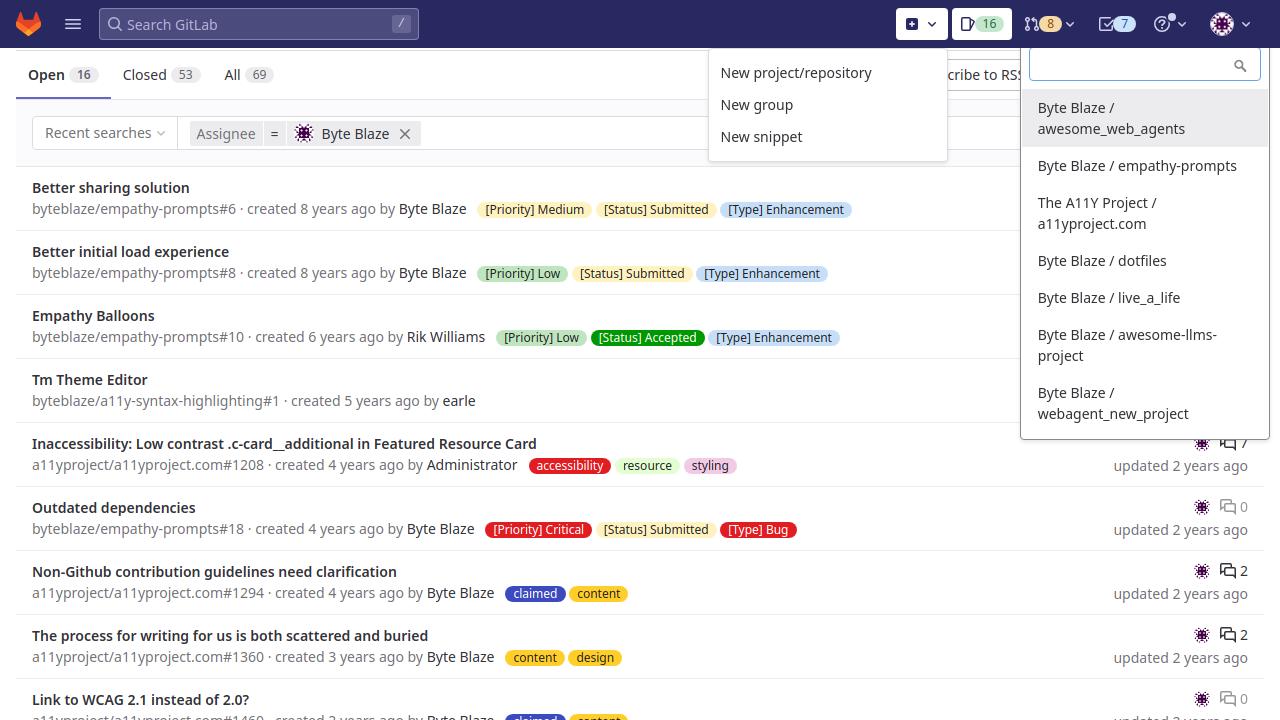 Search GitLab /
16 8 7
Open 16 Closed 53 All 69
cribe to RSS
New project/repository
New group
New snippet
Recent searches Assignee = Byte Blaze
Byte Blaze /
awesome_web_agents
Byte Blaze / empathy-prompts
The A11Y Project /
a11yproject.com
Byte Blaze / dotfiles
Byte Blaze / live_a_life
Byte Blaze / awesome-llms-
project
Byte Blaze /
webagent_new_project
Better sharing solution
byteblaze/empathy-prompts#6 · created 8 years ago by Byte Blaze [Priority] Medium [Status] Submitted [Type] Enhancement
Better initial load experience
byteblaze/empathy-prompts#8 · created 8 years ago by Byte Blaze [Priority] Low [Status] Submitted [Type] Enhancement
Empathy Balloons
byteblaze/empathy-prompts#10 · created 6 years ago by Rik Williams [Priority] Low [Status] Accepted [Type] Enhancement
Tm Theme Editor
byteblaze/a11y-syntax-highlighting#1 · created 5 years ago by earle
Inaccessibility: Low contrast .c-card__additional in Featured Resource Card 7
a11yproject/a11yproject.com#1208 · created 4 years ago by Administrator accessibility resource styling updated 2 years ago
Outdated dependencies 0
byteblaze/empathy-prompts#18 · created 4 years ago by Byte Blaze [Priority] Critical [Status] Submitted [Type] Bug updated 2 years ago
Non-Github contribution guidelines need clarification 2
a11yproject/a11yproject.com#1294 · created 4 years ago by Byte Blaze claimed content updated 2 years ago
The process for writing for us is both scattered and buried 2
a11yproject/a11yproject.com#1360 · created 3 years ago by Byte Blaze content design updated 2 years ago
Link to WCAG 2.1 instead of 2.0? 0